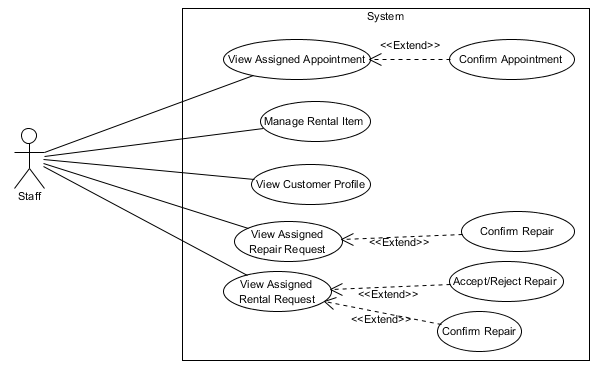 System
View Assigned Appointment
<<Extend>>
Confirm Appointment
Manage Rental Item
View Customer Profile
Staff
View Assigned
Repair Request
<<Extend>>
Confirm Repair
View Assigned
Rental Request
<<Extend>>
Accept/Reject Repair
<<Extend>>
Confirm Repair